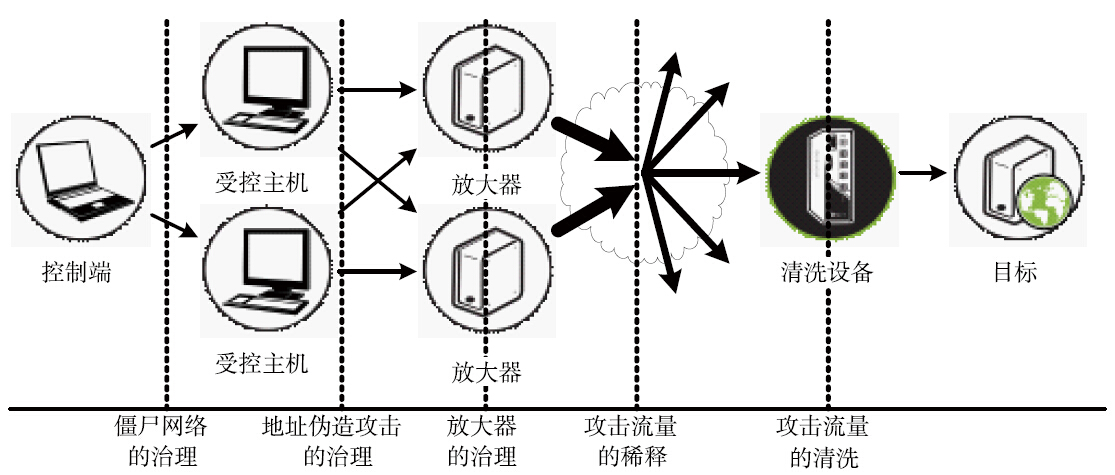 受控主机
放大器
控制端
清洗设备
目标
受控主机
放大器
僵尸网络
的治理
地址伪造攻击
的治理
放大器
的治理
攻击流量
的稀释
攻击流量
的清洗